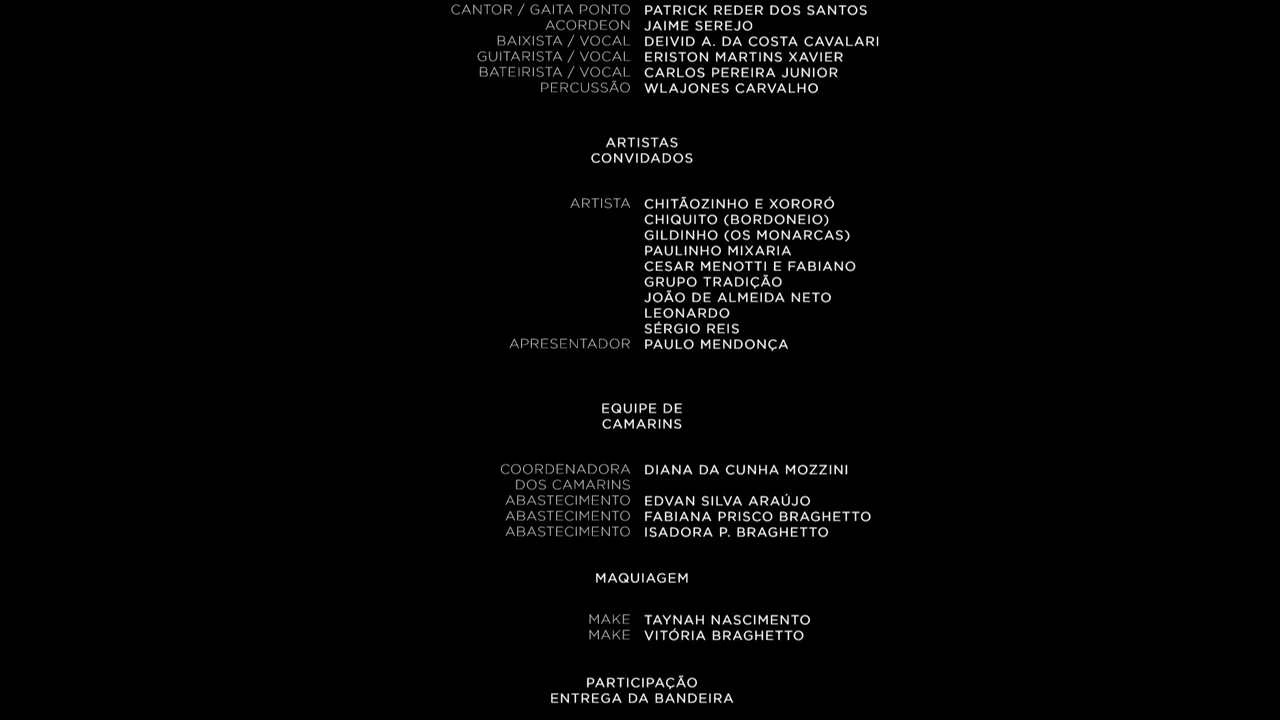 CANTOR / GAITA PONTO PATRICK REDER DOS SANTOS
ACORDEON JAIME SEREJO
BAIXISTA / VOCAL DEIVID A. DA COSTA CAVALARI
GUITARISTA / VOCAL ERISTON MARTINS XAVIER
BATEIRISTA / VOCAL CARLOS PEREIRA JUNIOR
PERCUSSÃO WLAJONES CARVALHO
ARTISTAS
CONVIDADOS
ARTISTA CHITÃOZINHO E XORORÓ
CHIQUITO (BORDONEIO)
GILDINHO (OS MONARCAS)
PAULINHO MIXARIA
CESAR MENOTTI E FABIANO
GRUPO TRADIÇÃO
JOÃO DE ALMEIDA NETO
LEONARDO
SÉRGIO REIS
APRESENTADOR PAULO MENDONÇA
EQUIPE DE
CAMARINS
COORDENADORA DIANA DA CUNHA MOZZINI
DOS CAMARINS
ABASTECIMENTO EDVAN SILVA ARAÚJO
ABASTECIMENTO FABIANA PRISCO BRAGHETTO
ABASTECIMENTO ISADORA P. BRAGHETTO
MAQUIAGEM
MAKE TAYNAH NASCIMENTO
MAKE VITÓRIA BRAGHETTO
PARTICIPAÇÃO
ENTREGA DA BANDEIRA